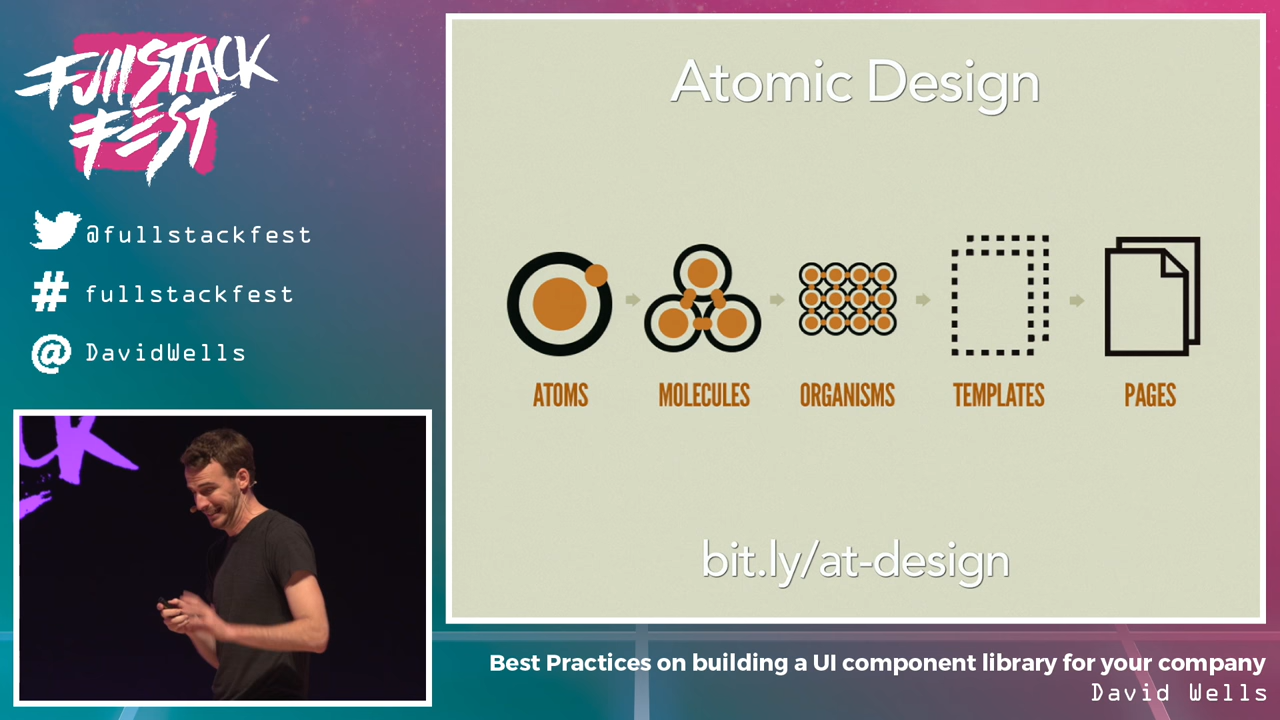 FullSTACK
FEST
@fullstackfest
# fullstackfest
@ DavidWells
Atomic Design
ATOMS
MOLECULES
ORGANISMS
TEMPLATES
PAGES
bit.ly/at-design
Best Practices on building a UI component library for your company
David Wells